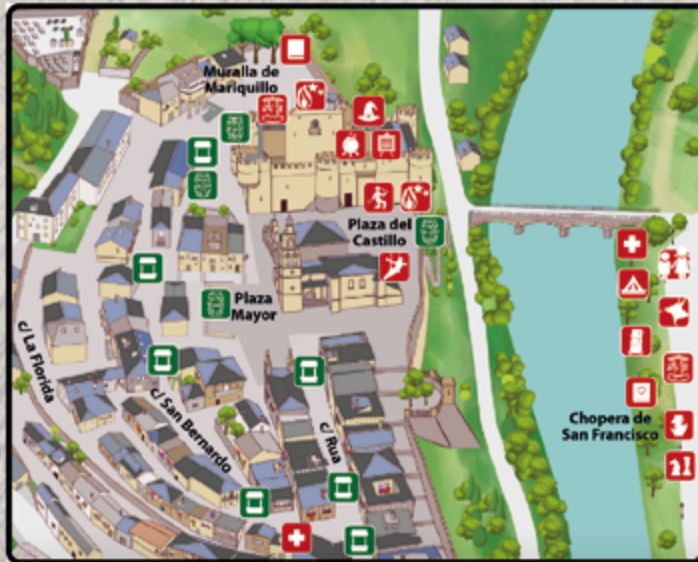 Muralla de
Mariquillo
Plaza del
Castillo
Plaza
Mayor
c/ La Florida
c/ San Bernardo
c/ Rua
Chopera de
San Francisco